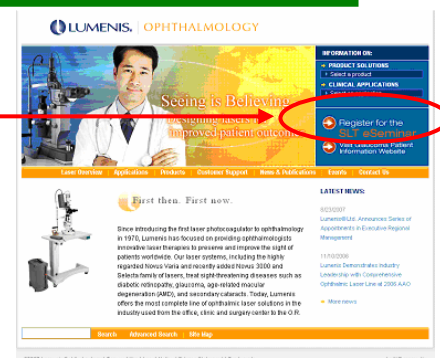 LUMENIS. | OPHTHALMOLOGY
INFORMATION ON:
PRODUCT SOLUTIONS
Select a product
CLINICAL APPLICATIONS
Seeing is Believing
Designing lasers
improved patient outcomes
Register for the
SLT eSeminar
Visit Glaucoma Patient
Information Website
Laser Overview | Applications | Products | Customer Support | News & Publications | Events | Contact Us
First then. First now.
Since introducing the first laser photocoagulator to ophthalmology
in 1970, Lumenis has focused on providing ophthalmologists
innovative laser therapies to preserve and improve the sight of
patients worldwide. Our laser systems, including the highly
regarded Novus Varia and recently added Novus 3000 and
Selecta family of lasers, treat sight-threatening diseases such as
diabetic retinopathy, glaucoma, age-related macular
degeneration (AMD), and secondary cataracts. Today, Lumenis
offers the most complete line of ophthalmic laser solutions in the
industry used from the office, clinic and surgery center to the O.R.
LATEST NEWS:
Lumenis Ltd. Announces Series of
Appointments in Executive Regional
Management
Lumenis Demonstrates Industry
Leadership with Comprehensive
Ophthalmic Laser Line at 2006 AAO
More news
Search | Advanced Search | Site Map